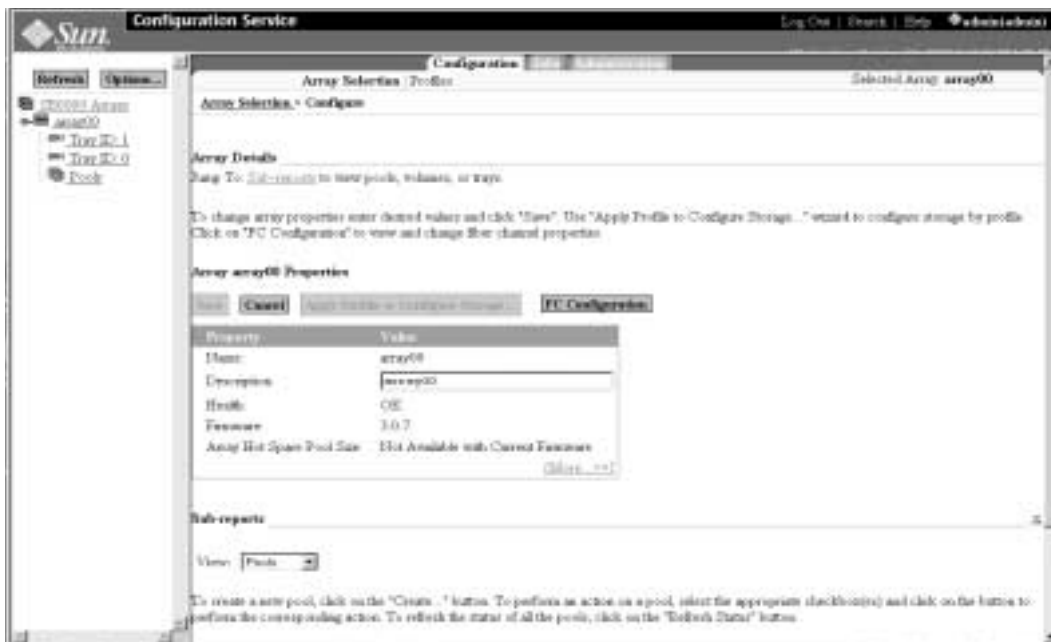 Configuration Service
Log Out | Search | Help admin(admin)
Sun
Refresh Options...
Arrays
array00
Tray ID: 1
Tray ID: 0
Pools
Configuration Jobs Administration
Array Selection | Profiles
Selected Array: array00
Array Selection > Configure
Array Details
Jump To: Sub-reports to view pools, volumes, or trays.
To change array properties enter desired values and click "Save". Use "Apply Profile to Configure Storage..." wizard to configure storage by profile.
Click on "FC Configuration" to view and change fiber channel properties.
Array array00 Properties
Save Cancel Apply Profile to Configure Storage... FC Configuration
Property Value
Name: array00
Description: array00
Health: OK
Firmware: 3.0.7
Array Hot Spare Pool Size: Not Available with Current Firmware
(More...>>)
Sub-reports
View: Pools
To create a new pool, click on the "Create..." button. To perform an action on a pool, select the appropriate checkbox(es) and click on the button to
perform the corresponding action. To refresh the status of all the pools, click on the "Refresh Status" button.